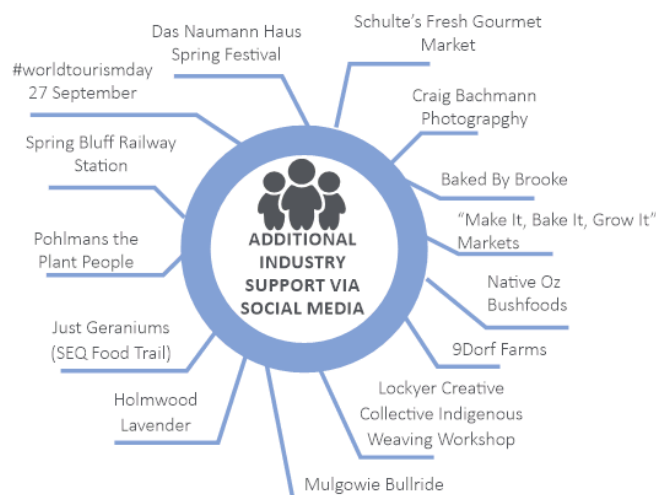 Das Naumann Haus
Spring Festival
Schulte's Fresh Gourmet
Market
#worldtourismday
27 September
Craig Bachmann
Photograpghy
Spring Bluff Railway
Station
Baked By Brooke
"Make It, Bake It, Grow It"
Markets
Pohlmans the
Plant People
ADDITIONAL
INDUSTRY
SUPPORT VIA
SOCIAL MEDIA
Native Oz
Bushfoods
Just Geraniums
(SEQ Food Trail)
9Dorf Farms
Holmwood
Lavender
Lockyer Creative
Collective Indigenous
Weaving Workshop
Mulgowie Bullride